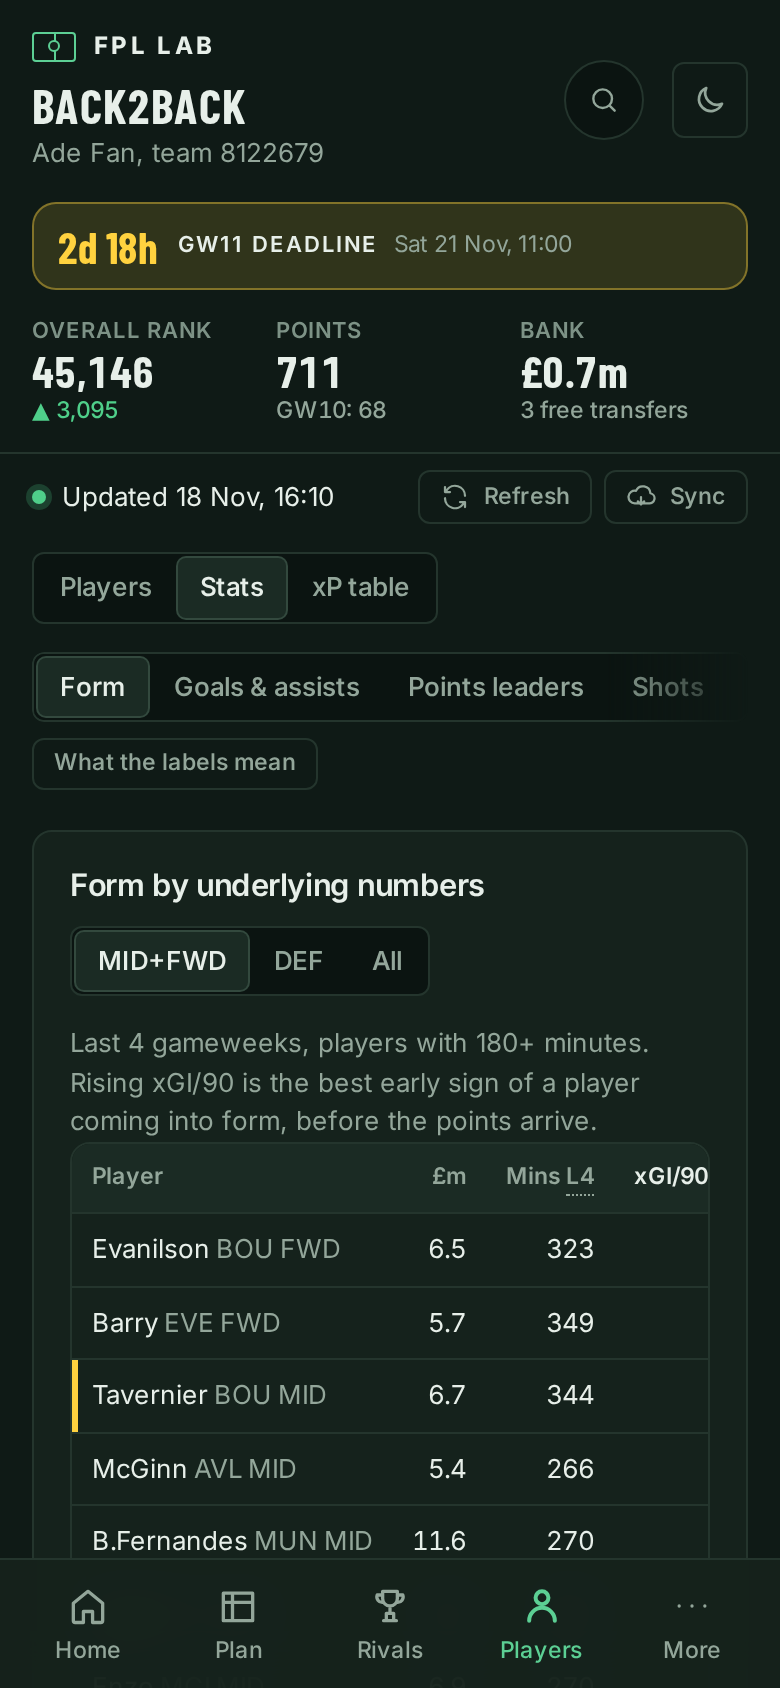 FPL LAB
BACK2BACK
Ade Fan, team 8122679
2d 18h GW11 DEADLINE Sat 21 Nov, 11:00
OVERALL RANK POINTS BANK
45,146 711 £0.7m
▲ 3,095 GW10: 68 3 free transfers
Updated 18 Nov, 16:10 Refresh Sync
Players Stats xP table
Form Goals & assists Points leaders Shots
What the labels mean
Form by underlying numbers
MID+FWD DEF All
Last 4 gameweeks, players with 180+ minutes.
Rising xGI/90 is the best early sign of a player
coming into form, before the points arrive.
Player £m Mins L4 xGI/90
Evanilson BOU FWD 6.5 323
Barry EVE FWD 5.7 349
Tavernier BOU MID 6.7 344
McGinn AVL MID 5.4 266
B.Fernandes MUN MID 11.6 270
Home Plan Rivals Players More